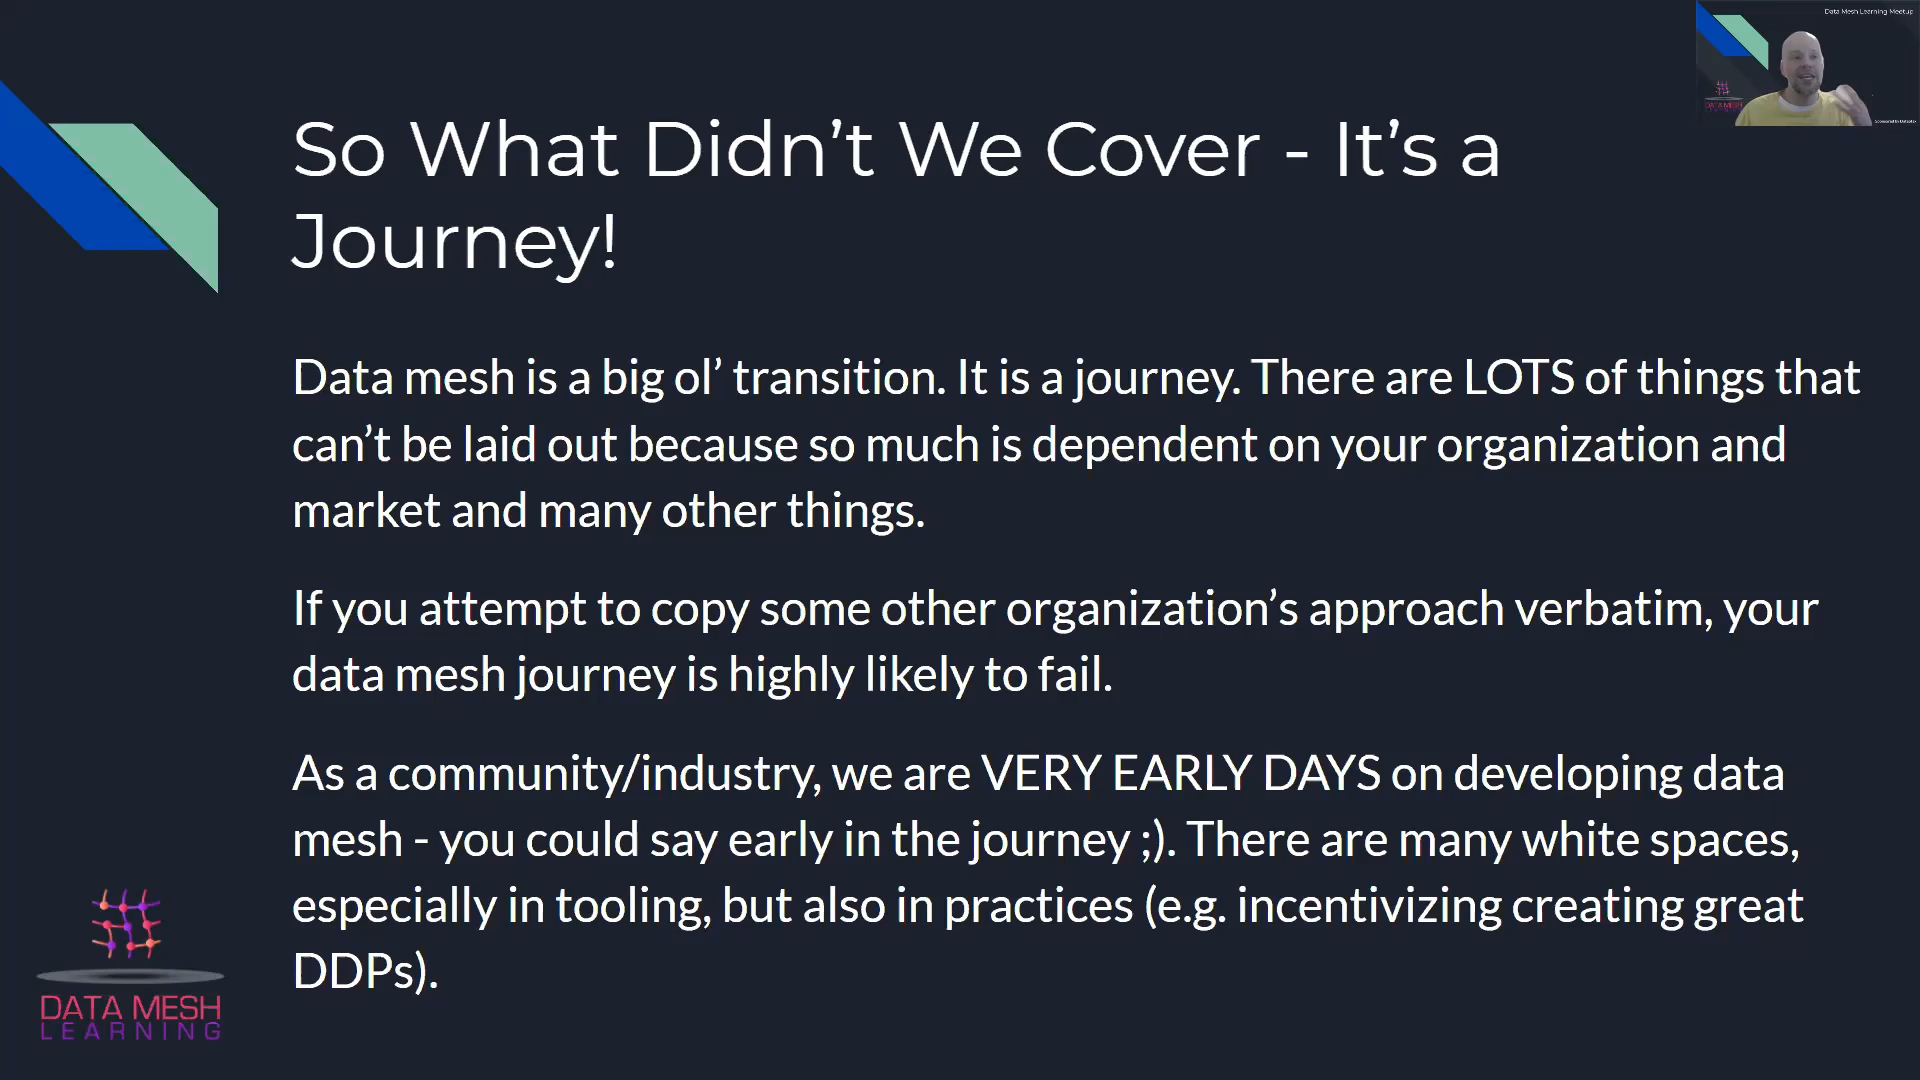 Data Mesh Learning Meetup
So What Didn’t We Cover - It’s a
Journey!
Data mesh is a big ol’ transition. It is a journey. There are LOTS of things that
can’t be laid out because so much is dependent on your organization and
market and many other things.
If you attempt to copy some other organization’s approach verbatim, your
data mesh journey is highly likely to fail.
As a community/industry, we are VERY EARLY DAYS on developing data
mesh - you could say early in the journey ;). There are many white spaces,
especially in tooling, but also in practices (e.g. incentivizing creating great
DDPs).
DATA MESH
LEARNING
DATA MESH